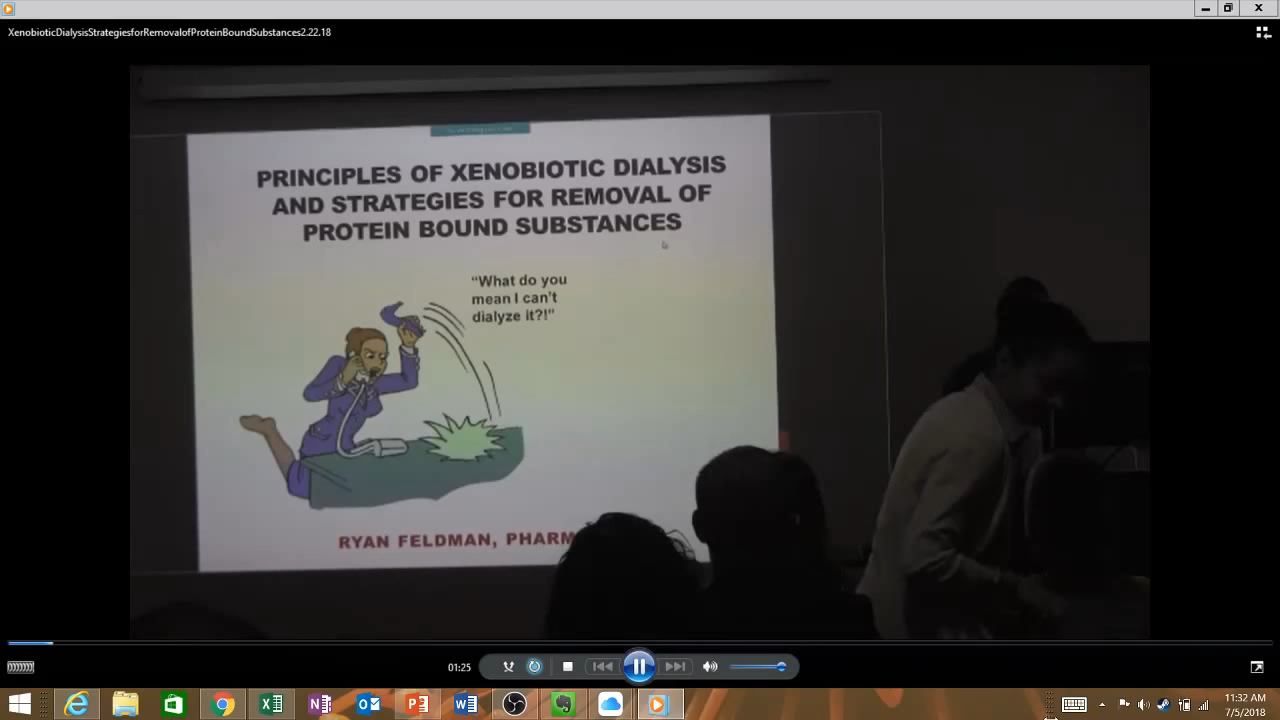 XenobioticDialysisStrategiesforRemovalofProteinBoundSubstances2.22.18
PRINCIPLES OF XENOBIOTIC DIALYSIS
AND STRATEGIES FOR REMOVAL OF
PROTEIN BOUND SUBSTANCES
"What do you
mean I can't
dialyze it?!"
RYAN FELDMAN, PHARM
01:25
11:32 AM
7/5/2018